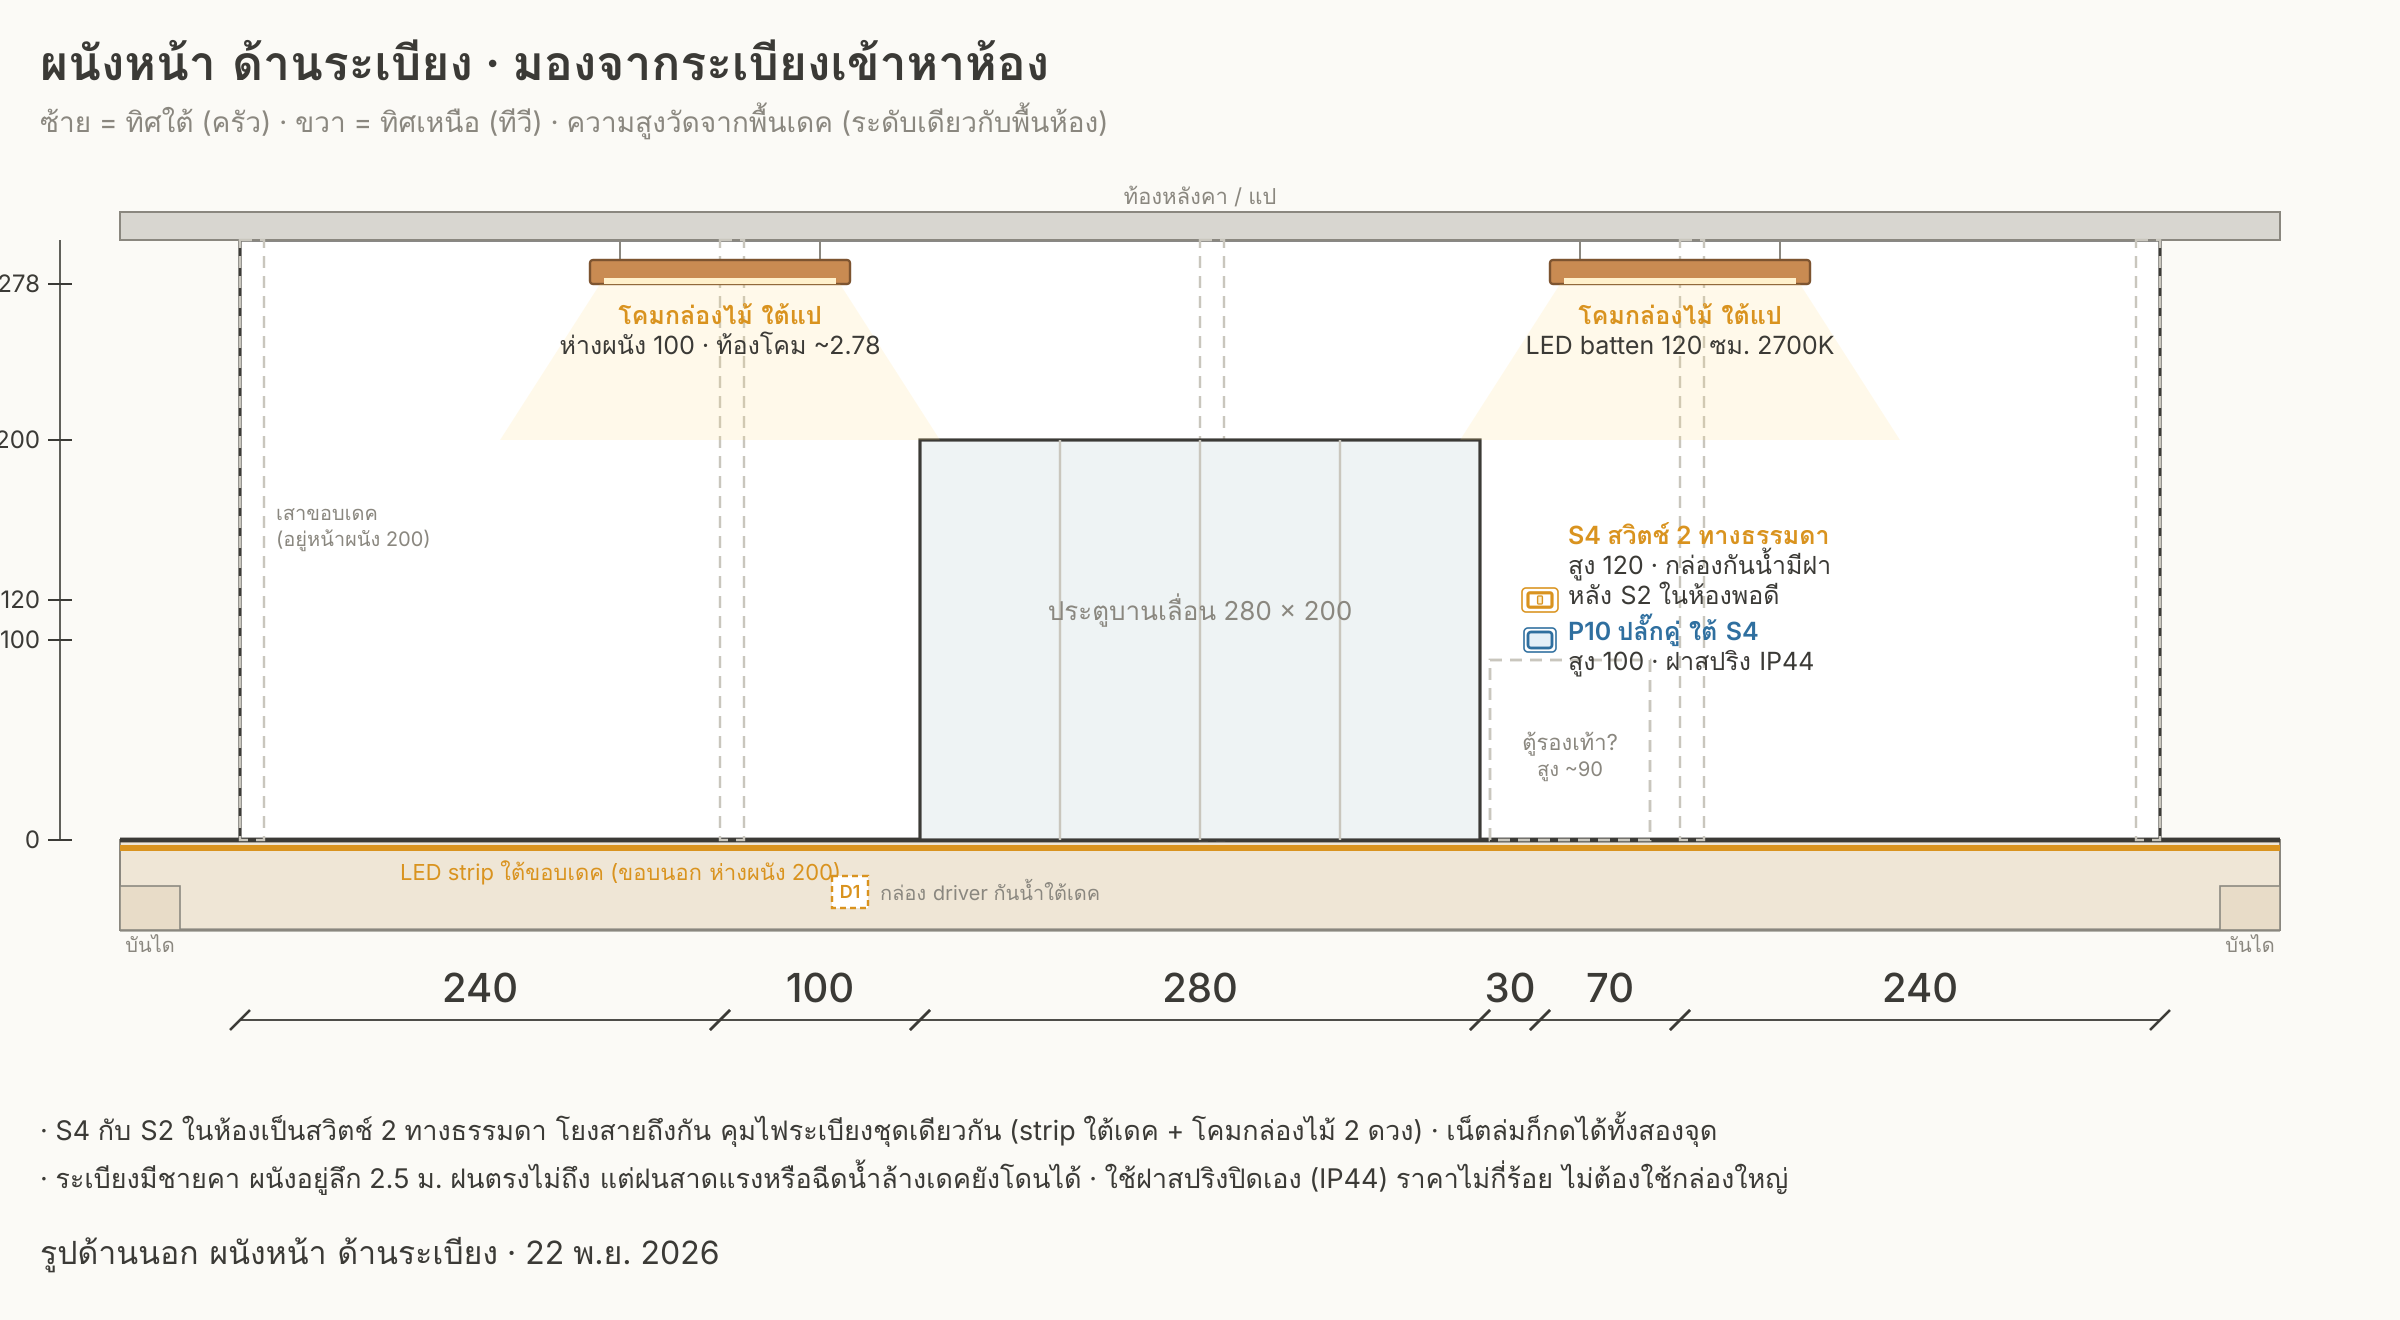 ผนังหน้า ด้านระเบียง · มองจากระเบียงเข้าหาห้อง
ซ้าย = ทิศใต้ (ครัว) · ขวา = ทิศเหนือ (ทีวี) · ความสูงวัดจากพื้นเดค (ระดับเดียวกับพื้นห้อง)
ท้องหลังคา / แป
278
โคมกล่องไม้ ใต้แป
ห่างผนัง 100 · ท้องโคม ~2.78
โคมกล่องไม้ ใต้แป
LED batten 120 ซม. 2700K
200
เสาขอบเดค
(อยู่หน้าผนัง 200)
S4 สวิตช์ 2 ทางธรรมดา
สูง 120 · กล่องกันน้ำมีฝา
หลัง S2 ในห้องพอดี
120
ประตูบานเลื่อน 280 × 200
P10 ปลั๊กคู่ ใต้ S4
สูง 100 · ฝาสปริง IP44
100
ตู้รองเท้า?
สูง ~90
0
LED strip ใต้ขอบเดค (ขอบนอก ห่างผนัง 200)
D1
กล่อง driver กันน้ำใต้เดค
บันได
บันได
240 100 280 30 70 240
· S4 กับ S2 ในห้องเป็นสวิตช์ 2 ทางธรรมดา โยงสายถึงกัน คุมไฟระเบียงชุดเดียวกัน (strip ใต้เดค + โคมกล่องไม้ 2 ดวง) · เน็ตล่มก็กดได้ทั้งสองจุด
· ระเบียงมีชายคา ผนังอยู่ลึก 2.5 ม. ฝนตรงไม่ถึง แต่ฝนสาดแรงหรือฉีดน้ำล้างเดคยังโดนได้ · ใช้ฝาสปริงปิดเอง (IP44) ราคาไม่กี่ร้อย ไม่ต้องใช้กล่องใหญ่
รูปด้านนอก ผนังหน้า ด้านระเบียง · 22 พ.ย. 2026